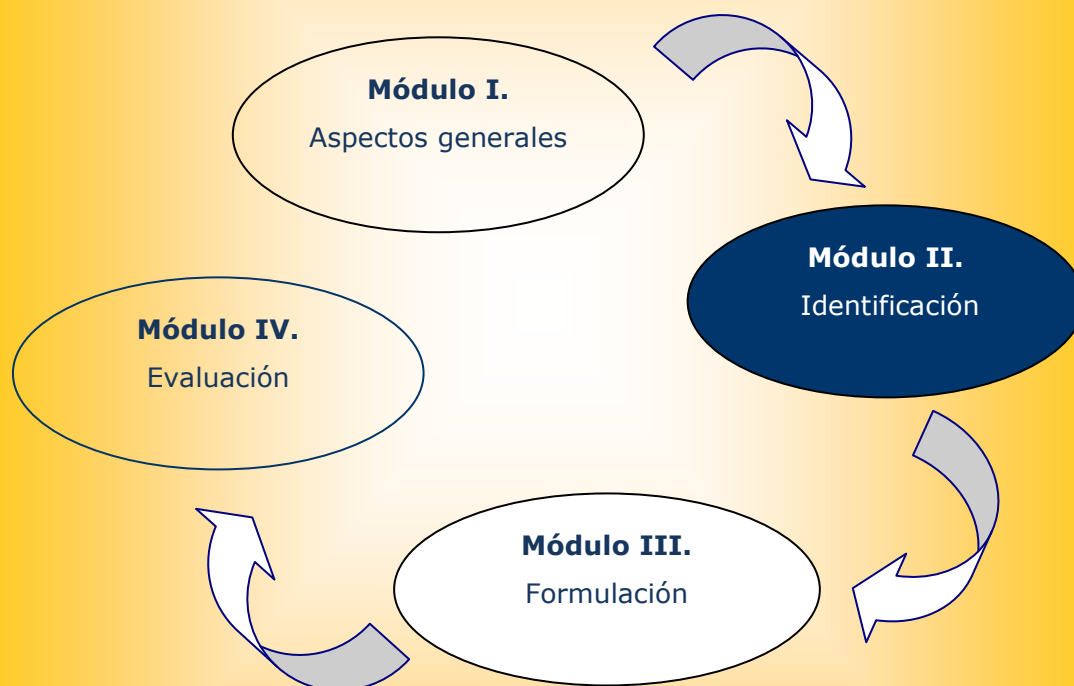 Módulo I.
Aspectos generales
Módulo II.
Identificación
Módulo III.
Formulación
Módulo IV.
Evaluación